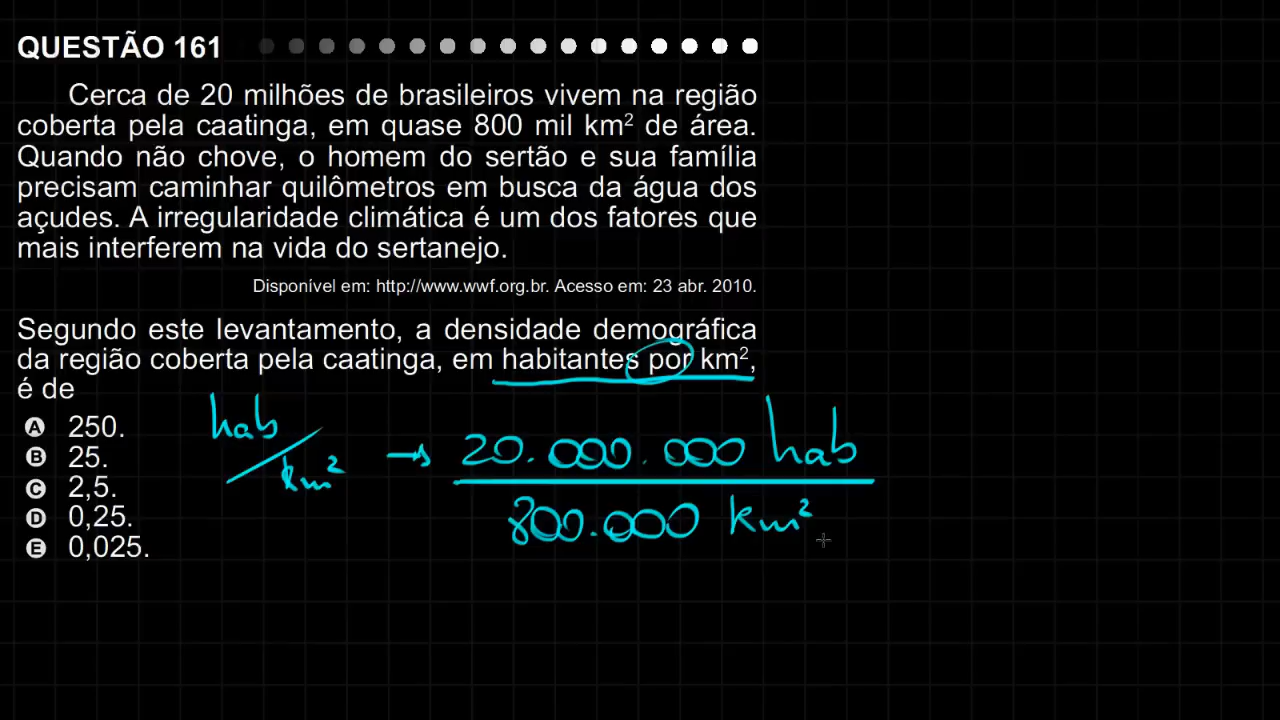 QUESTÃO 161
Cerca de 20 milhões de brasileiros vivem na região
coberta pela caatinga, em quase 800 mil km² de área.
Quando não chove, o homem do sertão e sua família
precisam caminhar quilômetros em busca da água dos
açudes. A irregularidade climática é um dos fatores que
mais interferem na vida do sertanejo.
Disponível em: http://www.wwf.org.br. Acesso em: 23 abr. 2010.
Segundo este levantamento, a densidade demográfica
da região coberta pela caatinga, em habitantes por km²,
é de
A 250.
B 25.
C 2,5.
D 0,25.
E 0,025.
hab/km² → 20.000.000 hab
800.000 km²